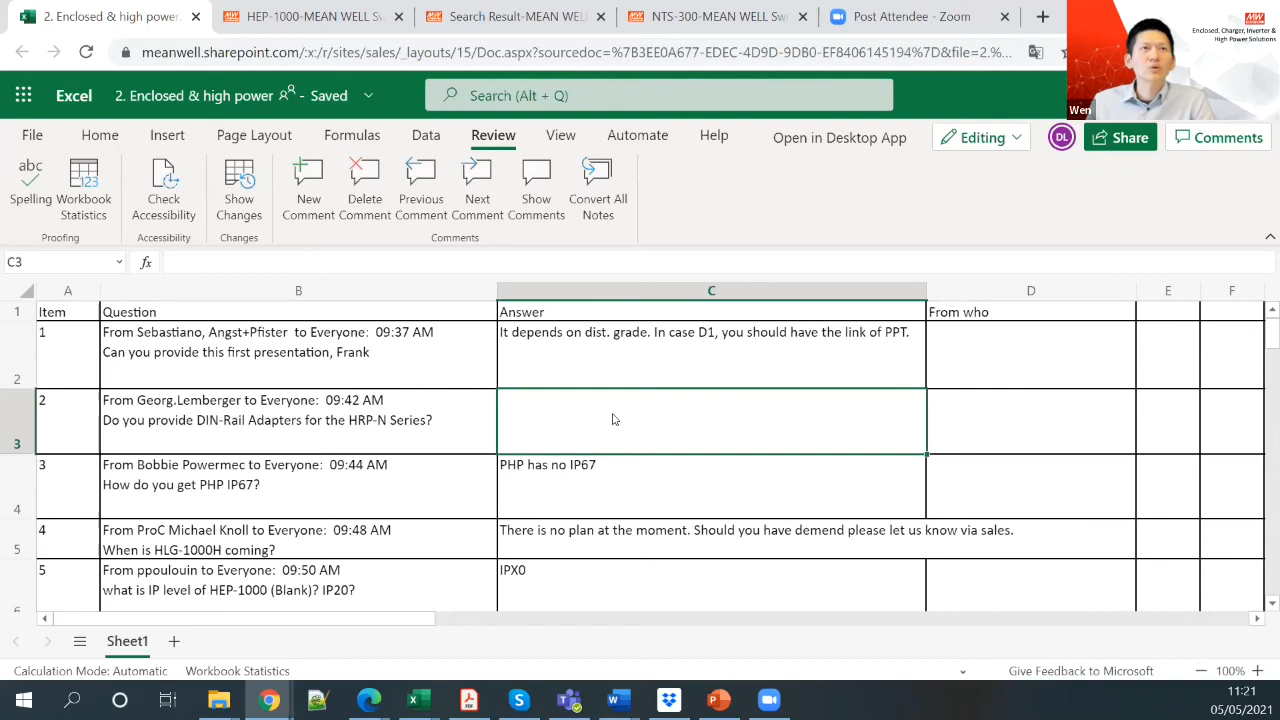 2. Enclosed & high power.
HEP-1000-MEAN WELL Sw
Search Result-MEAN WEL
NTS-300-MEAN WELL Swi
Post Attendee - Zoom
meanwell.sharepoint.com/:x:/r/sites/sales/_layouts/15/Doc.aspx?sourcedoc=%7B3EE0A677-EDEC-4D9D-9DE0-EF8406145194%7D&file=2.%...
MEAN WELL
Enclosed, Charger, Inverter &
High Power Solutions
Wen
Excel
2. Enclosed & high power - Saved
Search (Alt + Q)
File
Home
Insert
Page Layout
Formulas
Data
Review
View
Automate
Help
Open in Desktop App
Editing
DL
Share
Comments
abc
123
Spelling
Workbook
Statistics
Check
Accessibility
Show
Changes
New
Comment
Delete
Comment
Previous
Comment
Next
Comment
Show
Comments
Convert All
Notes
Proofing
Accessibility
Changes
Comments
C3
fx
A
B
C
D
E
F
1
Item
Question
Answer
From who
1
From Sebastiano, Angst+Pfister to Everyone: 09:37 AM
Can you provide this first presentation, Frank
It depends on dist. grade. In case D1, you should have the link of PPT.
2
2
From Georg.Lemberger to Everyone: 09:42 AM
Do you provide DIN-Rail Adapters for the HRP-N Series?
3
3
From Bobbie Powermec to Everyone: 09:44 AM
How do you get PHP IP67?
PHP has no IP67
4
4
From ProC Michael Knoll to Everyone: 09:48 AM
When is HLG-1000H coming?
There is no plan at the moment. Should you have demend please let us know via sales.
5
5
From ppoulouin to Everyone: 09:50 AM
what is IP level of HEP-1000 (Blank)? IP20?
IPX0
6
Sheet1
Calculation Mode: Automatic
Workbook Statistics
Give Feedback to Microsoft
100%
11:21
05/05/2021